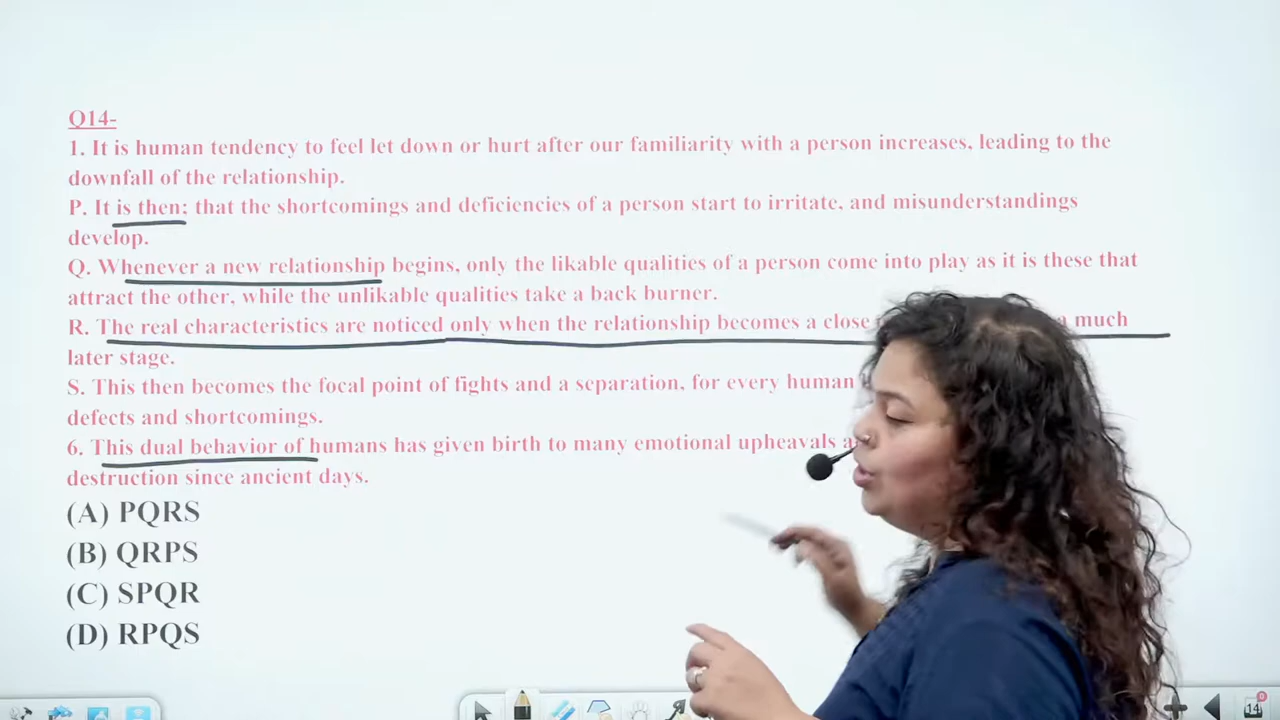 Q14-
1. It is human tendency to feel let down or hurt after our familiarity with a person increases, leading to the
downfall of the relationship.
P. It is then; that the shortcomings and deficiencies of a person start to irritate, and misunderstandings
develop.
Q. Whenever a new relationship begins, only the likable qualities of a person come into play as it is these that
attract the other, while the unlikable qualities take a back burner.
R. The real characteristics are noticed only when the relationship becomes a close a much
later stage.
S. This then becomes the focal point of fights and a separation, for every human
defects and shortcomings.
6. This dual behavior of humans has given birth to many emotional upheavals
destruction since ancient days.
(A) PQRS
(B) QRPS
(C) SPQR
(D) RPQS
14